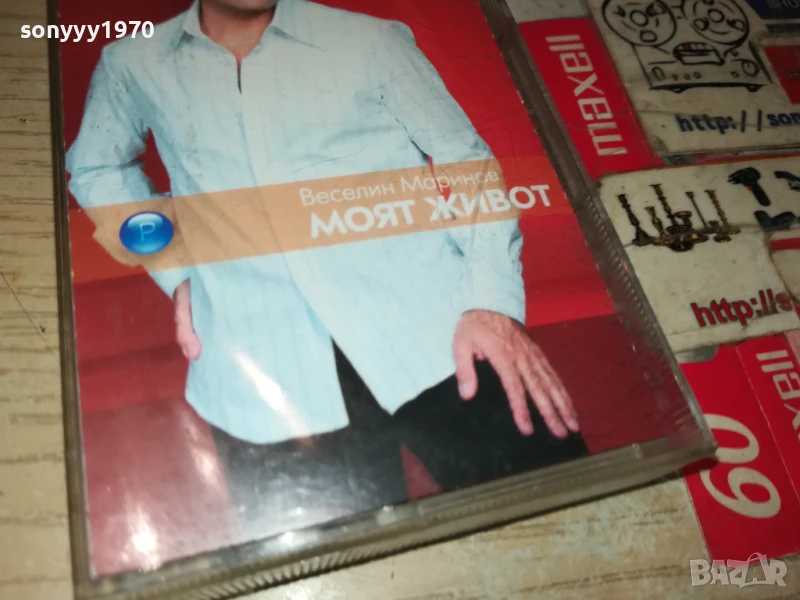 sonyyy1970
maxell
http://son
Веселин Маринов
МОЯТ ЖИВОТ
P
http://s
maxell
60
BAZAR